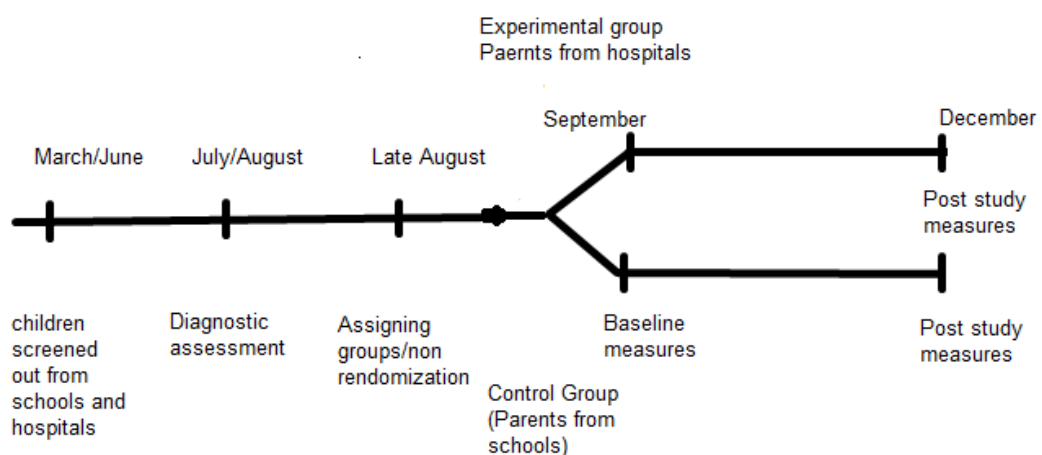 Experimental group
Paernts from hospitals
September
December
March/June
July/August
Late August
Post study
measures
children
screened
out from
schools and
hospitals
Diagnostic
assessment
Assigning
groups/non
rendomization
Baseline
measures
Post study
measures
Control Group
(Parents from
schools)